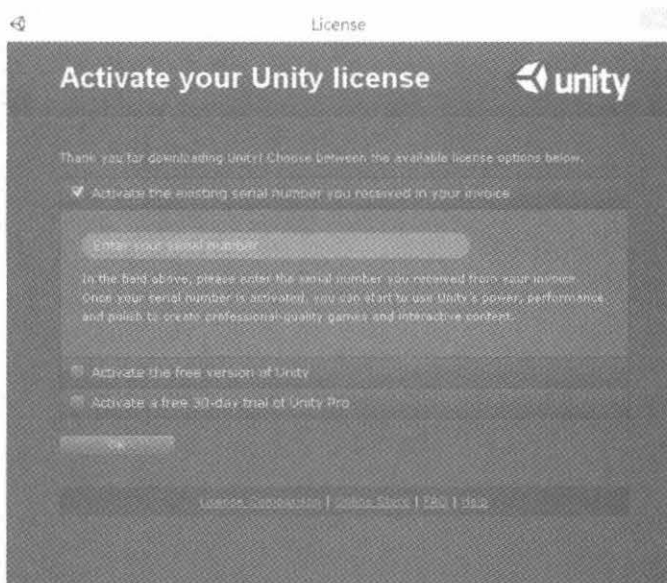 License
Activate your Unity license
unity
Thank you for downloading Unity! Choose between the available license options below.
Activate the existing serial number you received in your invoice
Enter your serial number
In the field above, please enter the serial number you received from your invoice.
Once your serial number is activated, you can start to use Unity's power, performance
and polish to create professional-quality games and interactive content.
Activate the free version of Unity
Activate a free 30-day trial of Unity Pro
OK
License Comparison | Online Store | FAQ | Help